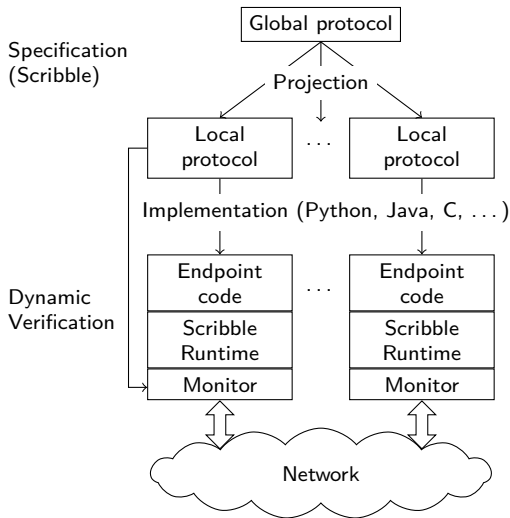 Global protocol
Specification
(Scribble)
Projection
Local
protocol
...
Local
protocol
Implementation (Python, Java, C, ...)
Endpoint
code
...
Endpoint
code
Dynamic
Verification
Scribble
Runtime
Scribble
Runtime
Monitor
Monitor
Network